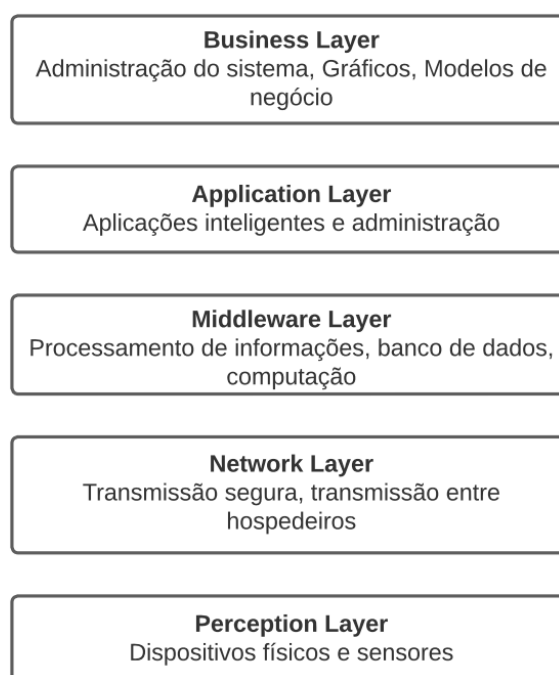 Business Layer
Administração do sistema, Gráficos, Modelos de
negócio
Application Layer
Aplicações inteligentes e administração
Middleware Layer
Processamento de informações, banco de dados,
computação
Network Layer
Transmissão segura, transmissão entre
hospedeiros
Perception Layer
Dispositivos físicos e sensores